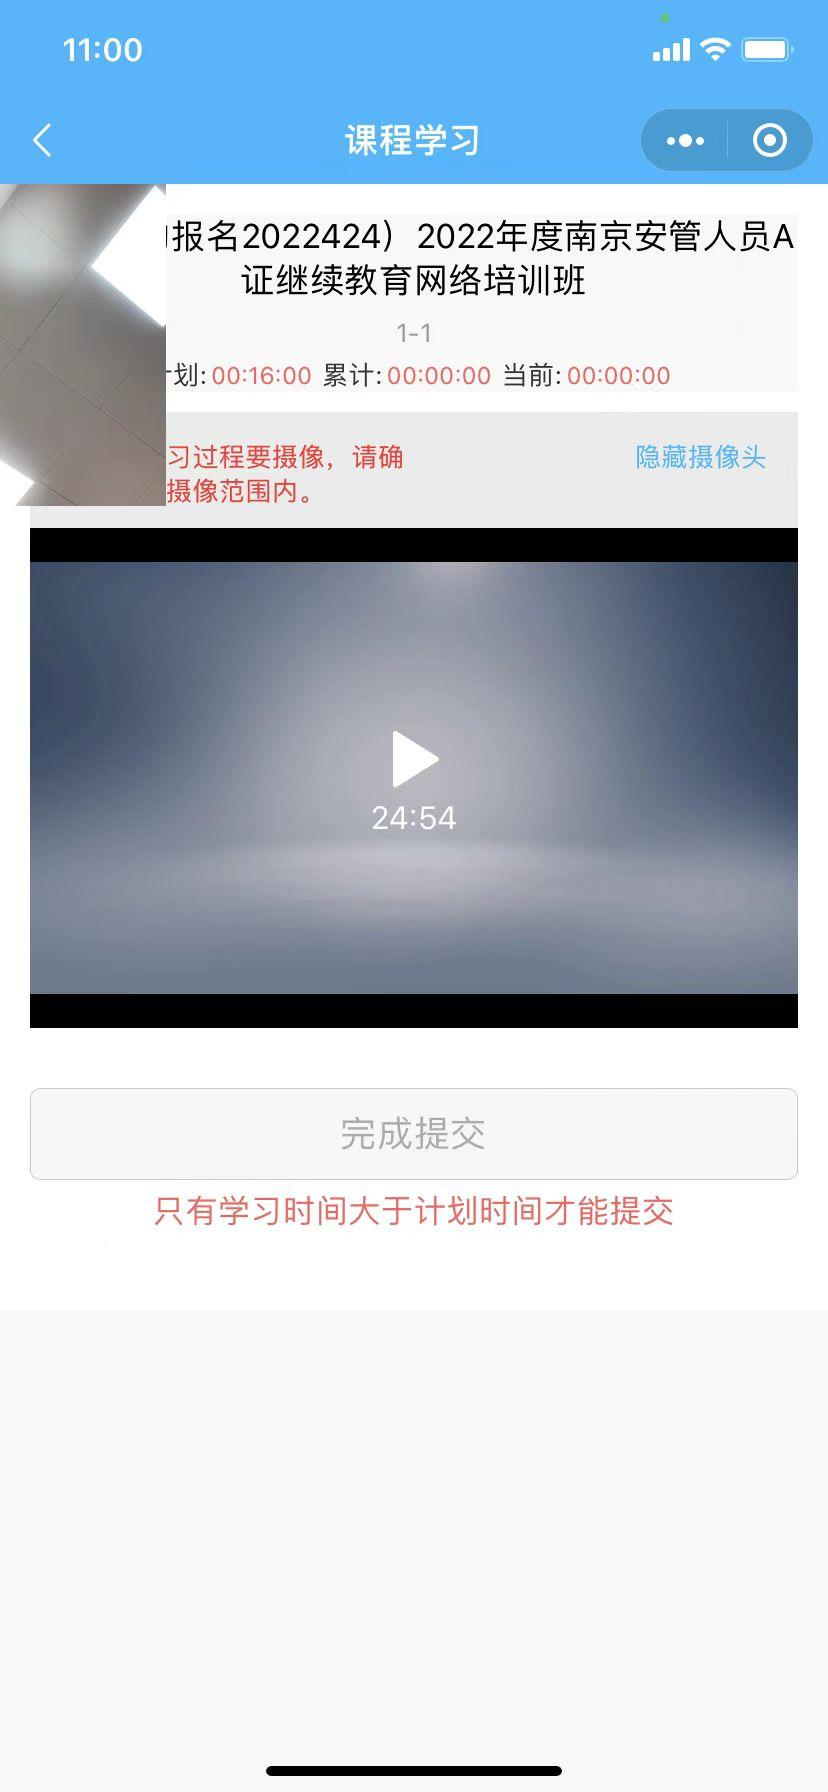 11:00
课程学习
报名2022424）2022年度南京安管人员A
证继续教育网络培训班
1-1
划:00:16:00 累计:00:00:00 当前:00:00:00
习过程要摄像，请确
摄像范围内。
隐藏摄像头
24:54
完成提交
只有学习时间大于计划时间才能提交